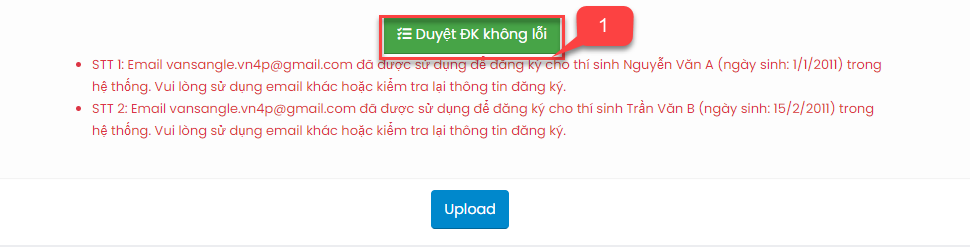 Duyệt ĐK không lỗi
1
STT 1: Email vansangle.vn4p@gmail.com đã được sử dụng để đăng ký cho thí sinh Nguyễn Văn A (ngày sinh: 1/1/2011) trong
hệ thống. Vui lòng sử dụng email khác hoặc kiểm tra lại thông tin đăng ký.
STT 2: Email vansangle.vn4p@gmail.com đã được sử dụng để đăng ký cho thí sinh Trần Văn B (ngày sinh: 15/2/2011) trong
hệ thống. Vui lòng sử dụng email khác hoặc kiểm tra lại thông tin đăng ký.
Upload